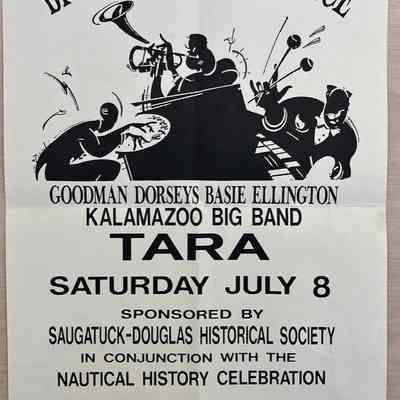 GOODMAN DORSEYS BASIE ELLINGTON
KALAMAZOO BIG BAND
TARA
SATURDAY JULY 8
SPONSORED BY
SAUGATUCK-DOUGLAS HISTORICAL SOCIETY
IN CONJUNCTION WITH THE
NAUTICAL HISTORY CELEBRATION